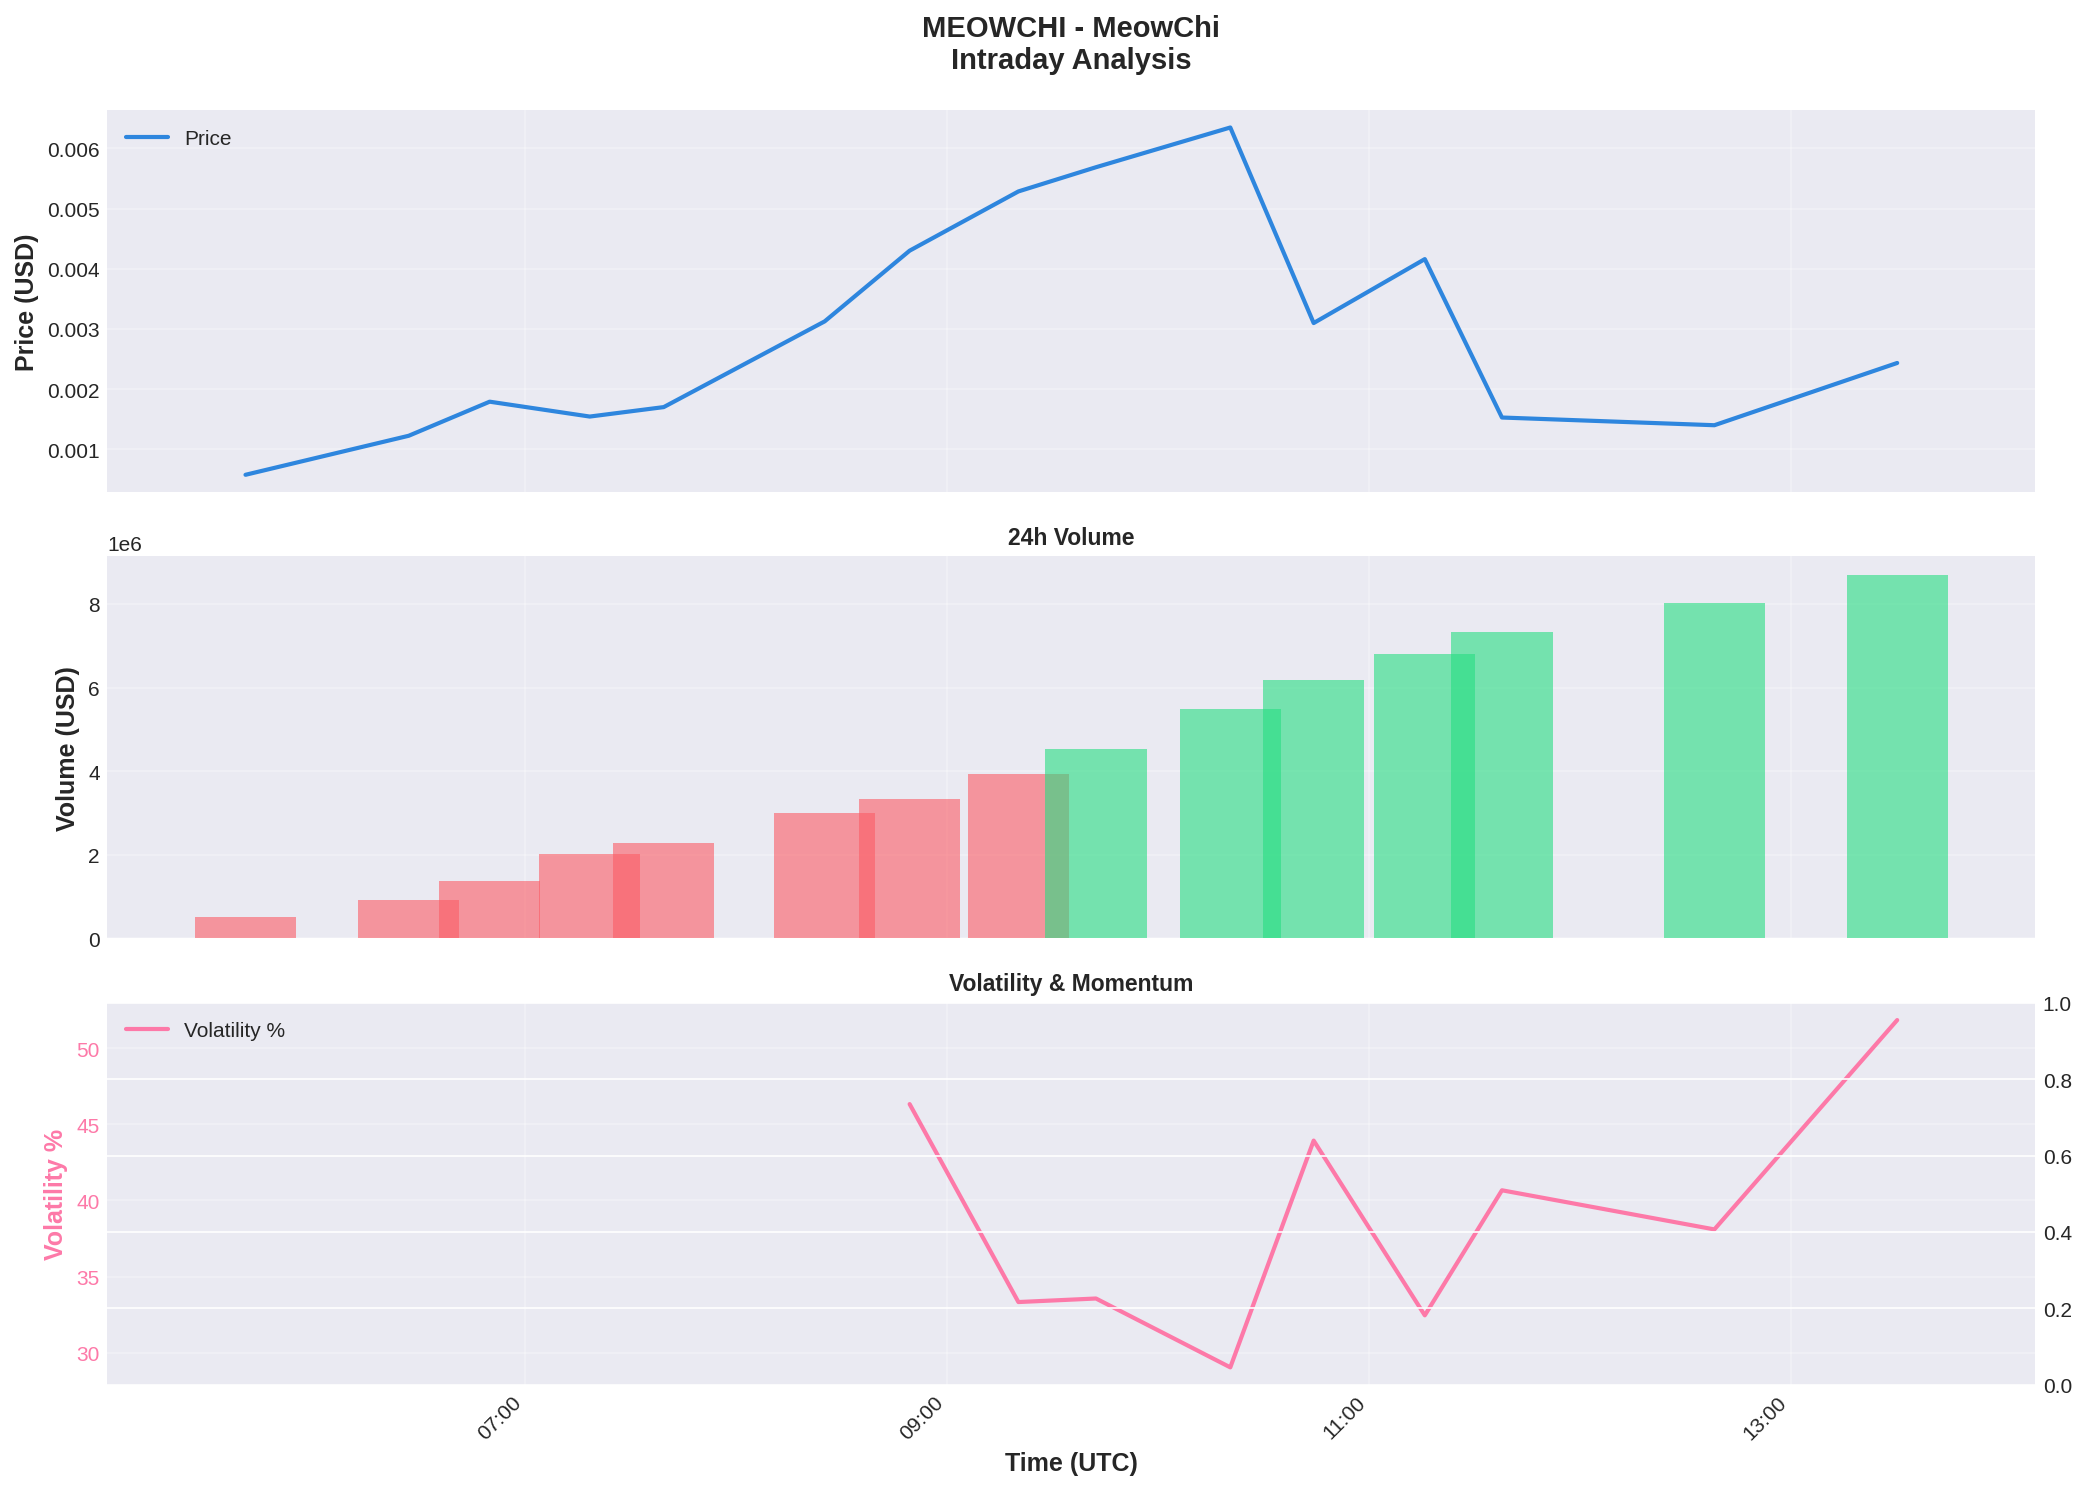 MEOWCHI - MeowChi
Intraday Analysis
Price
0.006
0.005
0.004
0.003
0.002
0.001
Price (USD)
24h Volume
1e6
8
6
4
2
0
Volume (USD)
Volatility & Momentum
Volatility %
50
45
40
35
30
Volatility %
1.0
0.8
0.6
0.4
0.2
0.0
07:00
09:00
11:00
13:00
Time (UTC)